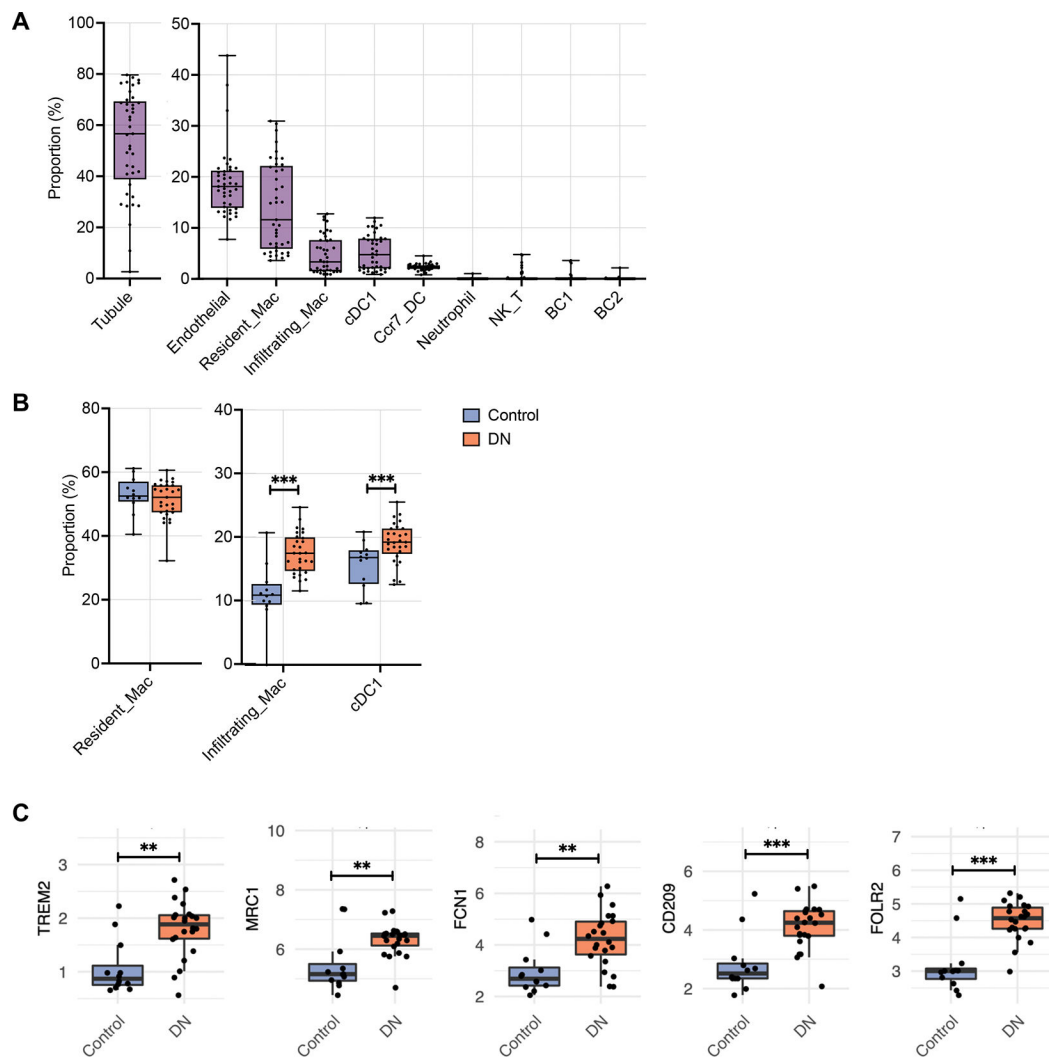 A
Proportion (%)
100
80
60
40
20
0
50
40
30
20
10
0
Tubule
Endothelial
Resident_Mac
Infiltrating_Mac
cDC1
Ccr7_DC
Neutrophil
NK_T
BC1
BC2
B
Proportion (%)
80
60
40
20
0
40
30
20
10
0
***
***
Resident_Mac
Infiltrating_Mac
cDC1
Control
DN
C
TREM2
3
2
1
**
Control
DN
MRC1
10
8
6
**
Control
DN
FCN1
8
6
4
2
**
Control
DN
CD209
6
4
2
***
Control
DN
FOLR2
7
6
5
4
3
***
Control
DN